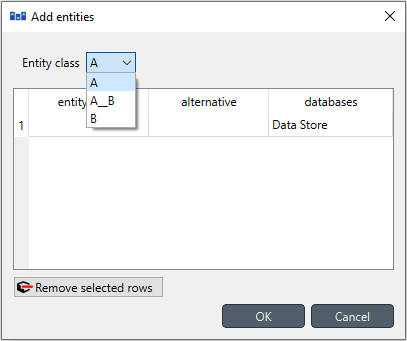 Add entities
Entity class A
A
A__B
B
entity alternative databases
1 Data Store
Remove selected rows
OK Cancel